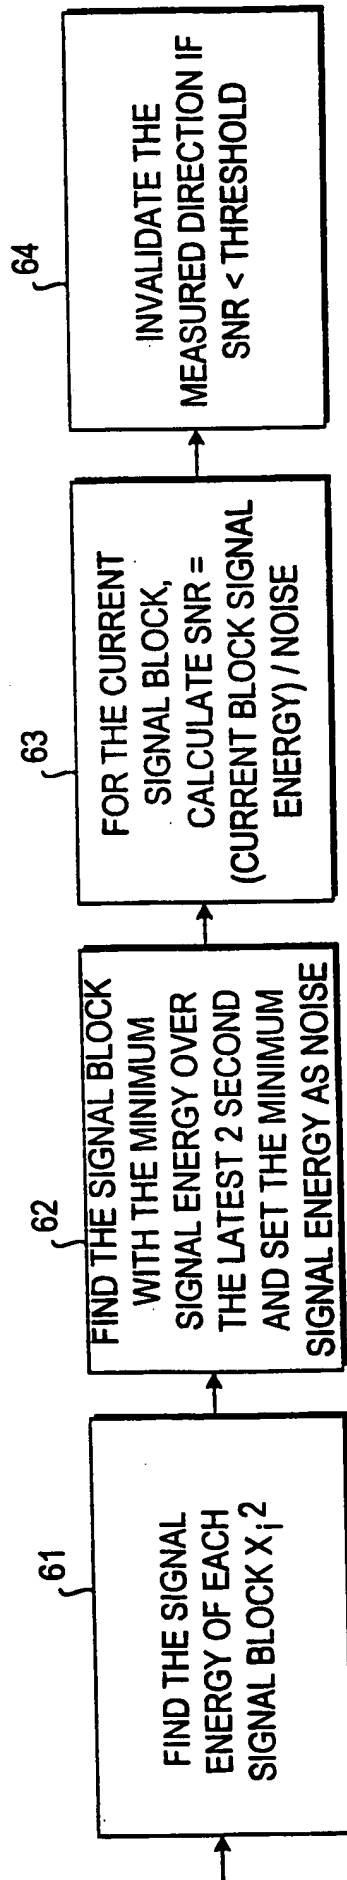 61
FIND THE SIGNAL
ENERGY OF EACH
SIGNAL BLOCK Xi2
62
FIND THE SIGNAL BLOCK
WITH THE MINIMUM
SIGNAL ENERGY OVER
THE LATEST 2 SECOND
AND SET THE MINIMUM
SIGNAL ENERGY AS NOISE
63
FOR THE CURRENT
SIGNAL BLOCK,
CALCULATE SNR =
(CURRENT BLOCK SIGNAL
ENERGY) / NOISE
64
INVALIDATE THE
MEASURED DIRECTION IF
SNR < THRESHOLD